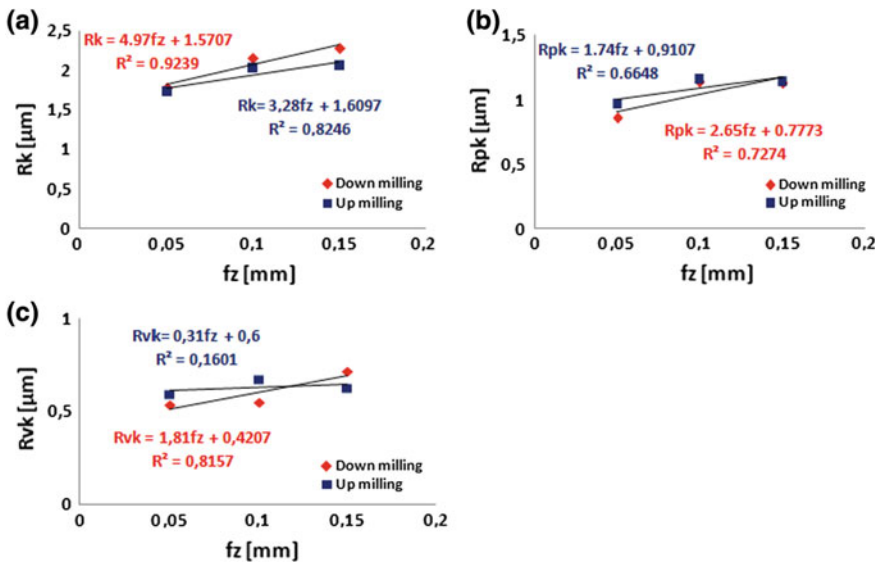 (a)
2,5
2
1,5
1
0,5
0
Rk [µm]
Rk = 4.97fz + 1.5707
R² = 0.9239
Rk= 3,28fz + 1,6097
R² = 0,8246
Down milling
Up milling
0
0,05
0,1
0,15
0,2
fz [mm]
(b)
1,5
1
0,5
0
Rpk [µm]
Rpk = 1.74fz + 0,9107
R² = 0.6648
Rpk = 2.65fz + 0.7773
R² = 0.7274
Down milling
Up milling
0
0,05
0,1
0,15
0,2
fz [mm]
(c)
1
0,5
0
Rvk [µm]
Rvk= 0,31fz + 0,6
R² = 0,1601
Rvk = 1,81fz + 0,4207
R² = 0,8157
Down milling
Up milling
0
0,05
0,1
0,15
0,2
fz [mm]